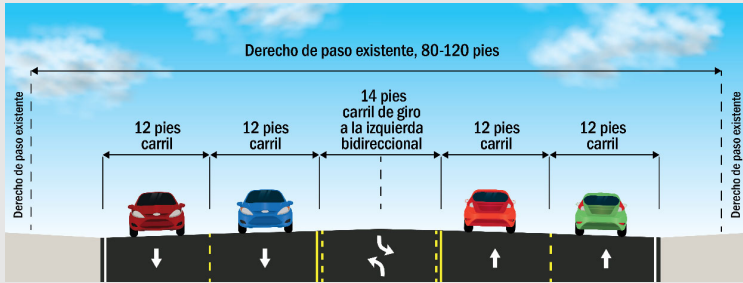 Derecho de paso existente, 80-120 pies
Derecho de paso existente
12 pies
carril
12 pies
carril
14 pies
carril de giro
a la izquierda
bidireccional
12 pies
carril
12 pies
carril
Derecho de paso existente